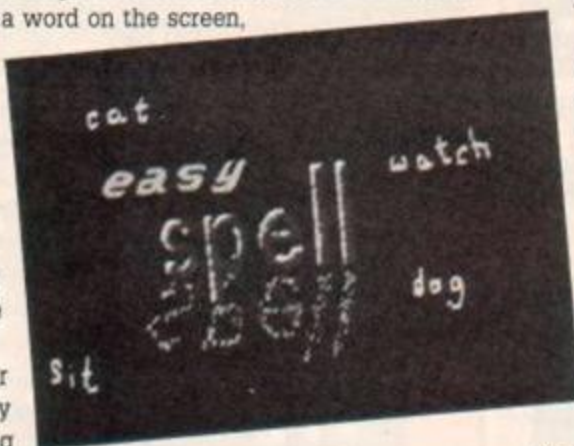 a word on the screen,
cat
easy
watch
spell
dog
sit
r
y